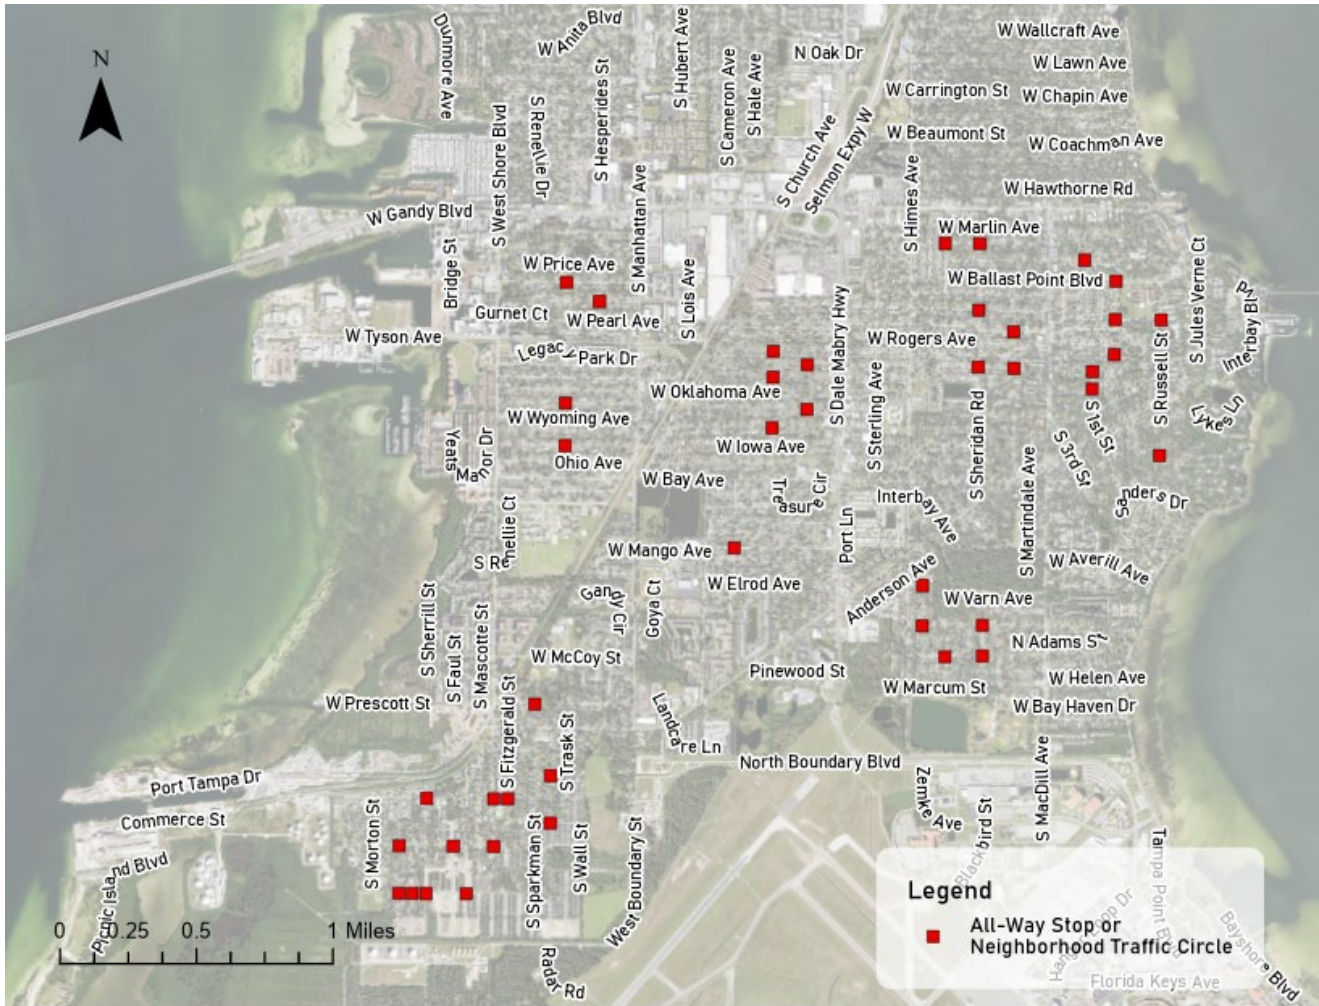 W Anita Blvd
W Wallcraft Ave
Dunmore Ave
S Hubert Ave
N Oak Dr
W Lawn Ave
N
S Hesperides St
S Cameron Ave
S Hale Ave
W Carrington St
W Chapin Ave
S West Shore Blvd
S Renellie Dr
S Church Ave
Selmon Expy W
W Beaumont St
W Coachman Ave
W Hawthorne Rd
W Gandy Blvd
S Manhattan Ave
S Himes Ave
W Marlin Ave
Bridge St
W Price Ave
S Lois Ave
W Ballast Point Blvd
S Jules Verne Ct
Interbay Blvd
Gurnet Ct
W Pearl Ave
S Dale Mabry Hwy
W Tyson Ave
Legacy Park Dr
W Rogers Ave
S Russell St
W Oklahoma Ave
S Sterling Ave
S Sheridan Rd
S 1st St
Lykes Ln
W Wyoming Ave
W Iowa Ave
S 3rd St
Yeats Manor Dr
Ohio Ave
W Bay Ave
Treasure Cir
Interbay Ave
S Martindale Ave
Sanders Dr
S Renellie Ct
W Mango Ave
Port Ln
W Averill Ave
W Elrod Ave
Anderson Ave
W Varn Ave
S Sherrill St
S Faul St
S Mascotte St
Gandy Cir
Goya Ct
N Adams St
W McCoy St
Pinewood St
W Helen Ave
W Marcum St
W Prescott St
S Fitzgerald St
Landcare Ln
W Bay Haven Dr
S Trask St
North Boundary Blvd
S MacDill Ave
Port Tampa Dr
Zemke Ave
Commerce St
S Morton St
S Sparkman St
S Wall St
West Boundary St
Blackbird St
Tampa Point Blvd
Picnic Island Blvd
Legend
All-Way Stop or
Neighborhood Traffic Circle
Bayshore Blvd
0 0.25 0.5 1 Miles
Radar Rd
Hangar Loop Dr
Florida Keys Ave